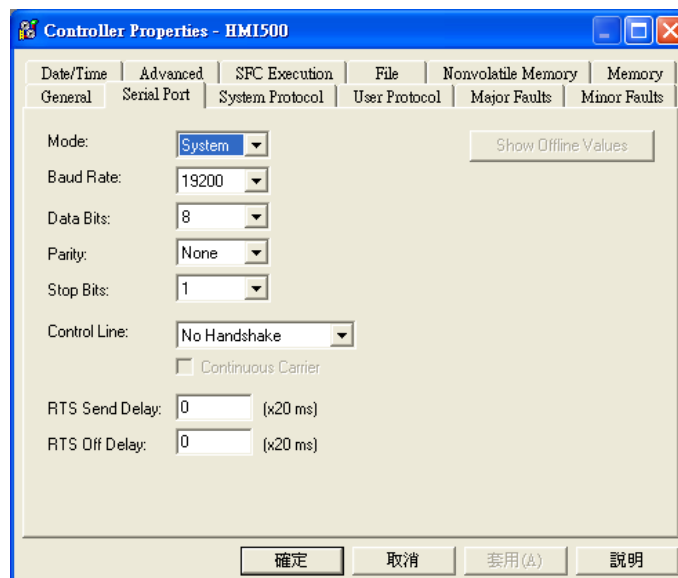 Controller Properties - HMI500
Date/Time Advanced SFC Execution File Nonvolatile Memory Memory
General Serial Port System Protocol User Protocol Major Faults Minor Faults
Mode: System Show Offline Values
Baud Rate: 19200
Data Bits: 8
Parity: None
Stop Bits: 1
Control Line: No Handshake
Continuous Carrier
RTS Send Delay: 0 (x20 ms)
RTS Off Delay: 0 (x20 ms)
確定 取消 套用(A) 說明